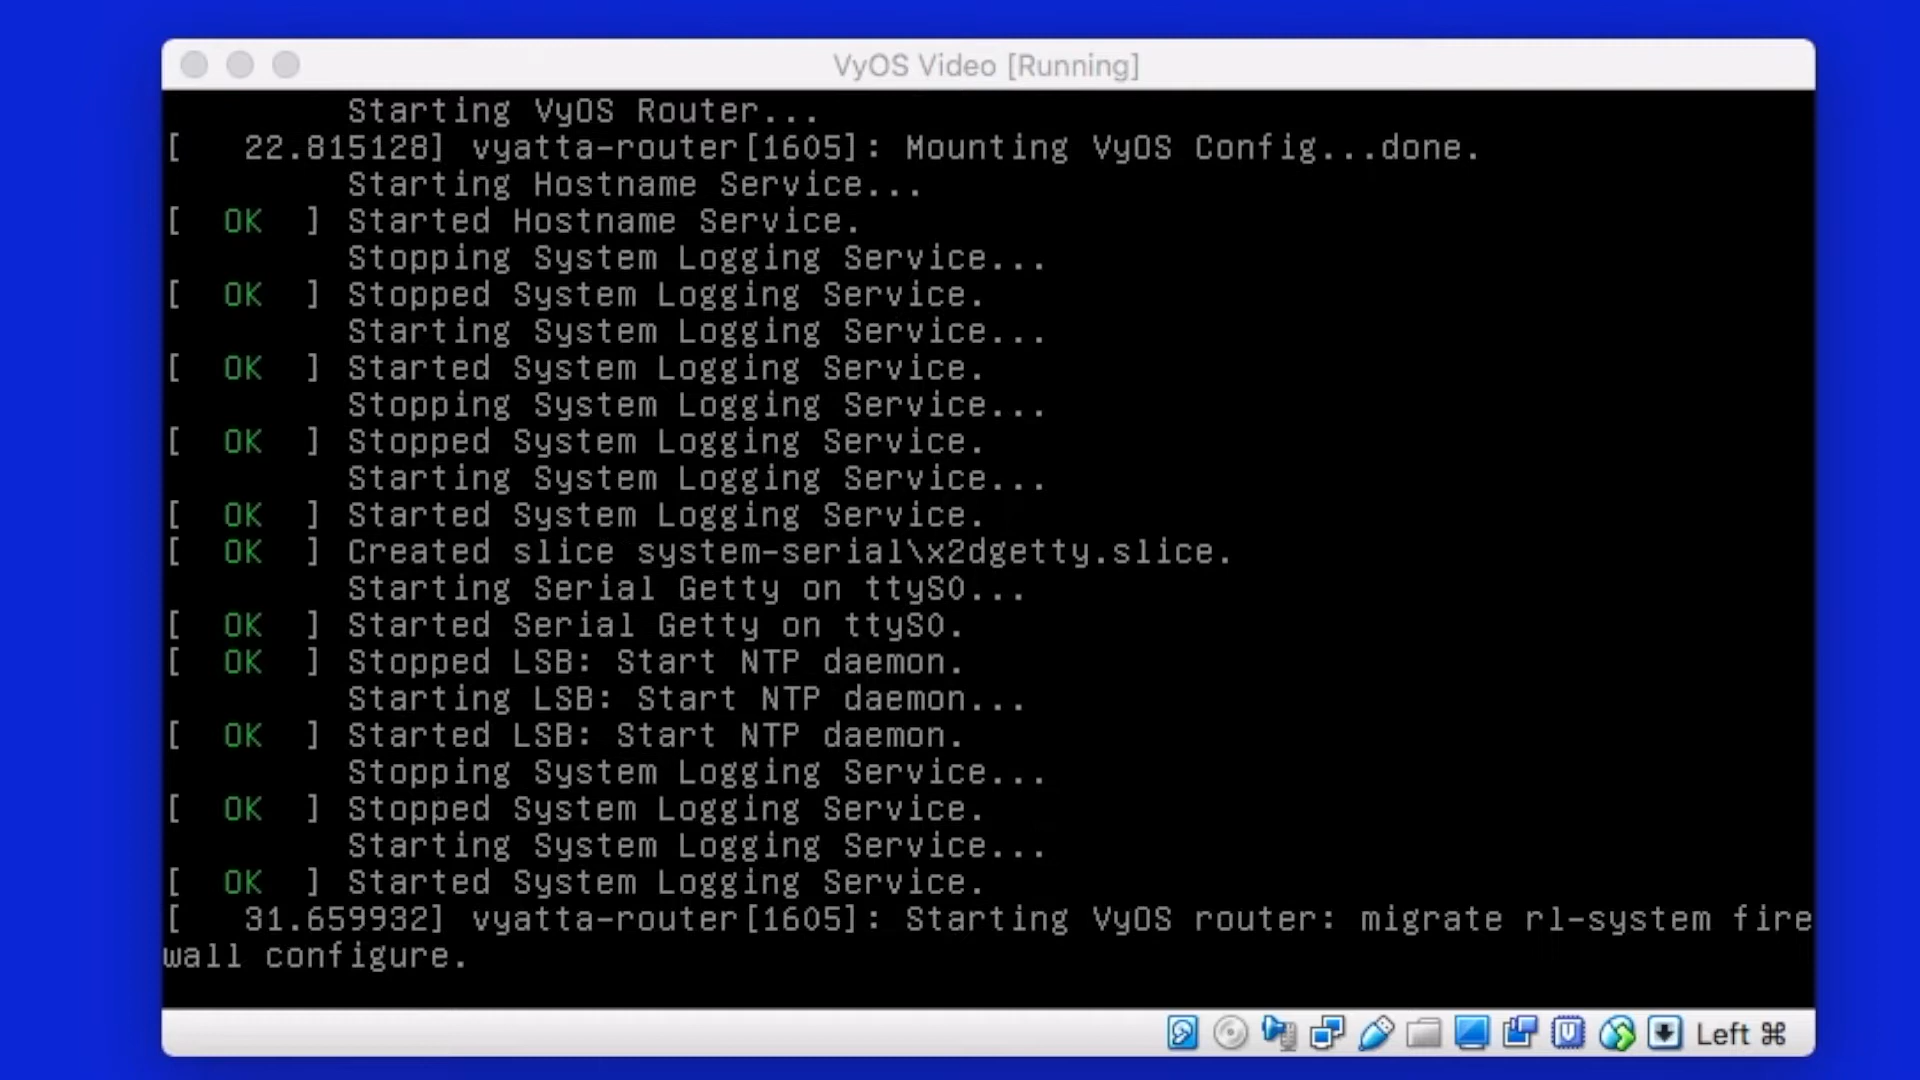 VyOS Video [Running]
Starting VyOS Router...
[   22.815128] vyatta-router[1605]: Mounting VyOS Config...done.
Starting Hostname Service...
[  OK  ] Started Hostname Service.
Stopping System Logging Service...
[  OK  ] Stopped System Logging Service.
Starting System Logging Service...
[  OK  ] Started System Logging Service.
Stopping System Logging Service...
[  OK  ] Stopped System Logging Service.
Starting System Logging Service...
[  OK  ] Started System Logging Service.
[  OK  ] Created slice system-serial\x2dgetty.slice.
Starting Serial Getty on ttyS0...
[  OK  ] Started Serial Getty on ttyS0.
[  OK  ] Stopped LSB: Start NTP daemon.
Starting LSB: Start NTP daemon...
[  OK  ] Started LSB: Start NTP daemon.
Stopping System Logging Service...
[  OK  ] Stopped System Logging Service.
Starting System Logging Service...
[  OK  ] Started System Logging Service.
[   31.659932] vyatta-router[1605]: Starting VyOS router: migrate rl-system fire
wall configure.
Left ⌘